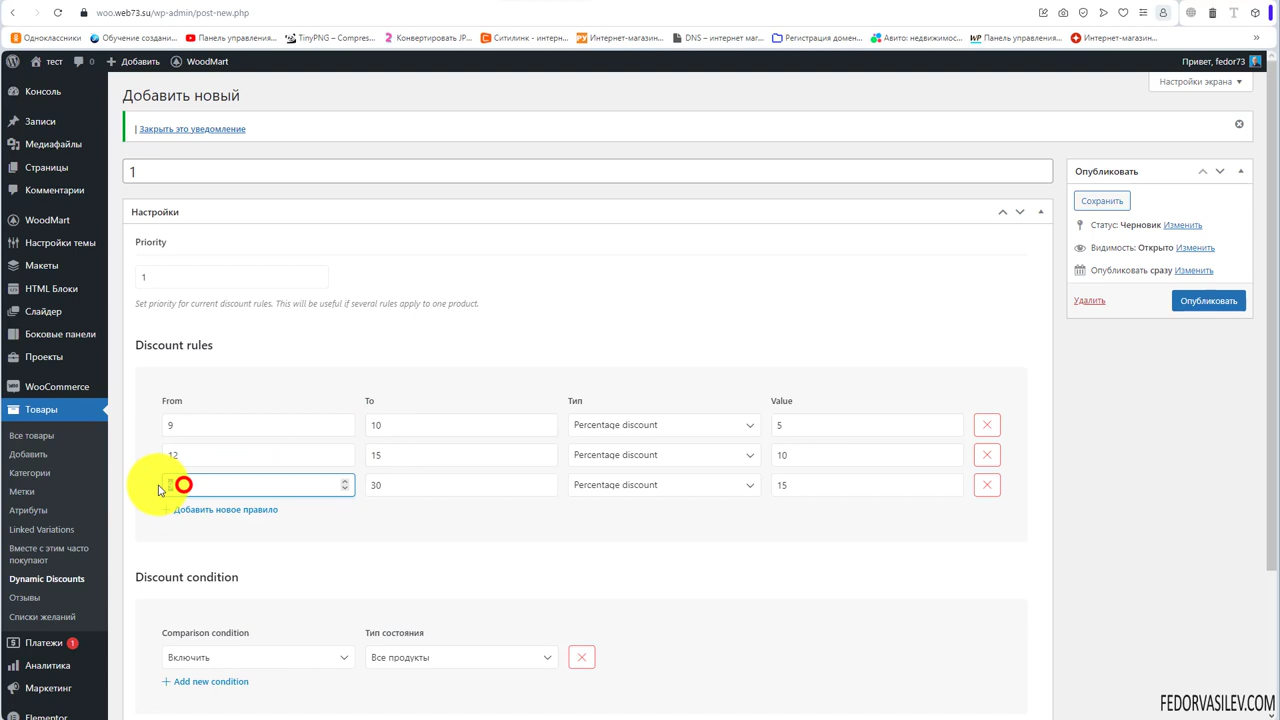 woo.web73.su/wp-admin/post-new.php
Одноклассники
Обучение создани...
Панель управления...
TinyPNG – Compres...
Конвертировать JP...
Ситилинк - интерн...
Интернет-магазин...
DNS – интернет маг...
Регистрация домен...
Авито: недвижимос...
Панель управления...
Интернет-магазин...
тест
0
Добавить
WoodMart
Привет, fedor73
Консоль
Записи
Медиафайлы
Страницы
Комментарии
WoodMart
Настройки темы
Макеты
HTML Блоки
Слайдер
Боковые панели
Проекты
WooCommerce
Товары
Все товары
Добавить
Категории
Метки
Атрибуты
Linked Variations
Вместе с этим часто
покупают
Dynamic Discounts
Отзывы
Списки желаний
Платежи 1
Аналитика
Маркетинг
Elementor
Настройки экрана
Добавить новый
| Закрыть это уведомление
1
Настройки
Priority
1
Set priority for current discount rules. This will be useful if several rules apply to one product.
Discount rules
From To Тип Value
9 10 Percentage discount 5
12 15 Percentage discount 10
30 Percentage discount 15
+ Добавить новое правило
Discount condition
Comparison condition Тип состояния
Включить Все продукты
+ Add new condition
Опубликовать
Сохранить
Статус: Черновик Изменить
Видимость: Открыто Изменить
Опубликовать сразу Изменить
Удалить
Опубликовать
FEDORVASILEV.COM